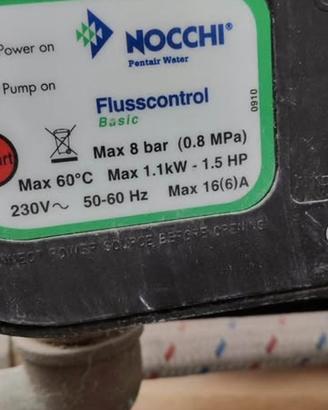 Power on
NOCCHI®
Pentair Water
Pump on
Flusscontrol
Basic
0910
Max 8 bar (0.8 MPa)
Max 60°C Max 1.1kW - 1.5 HP
230V~ 50-60 Hz Max 16(6)A
POWER SOURCE BEFORE OPENING